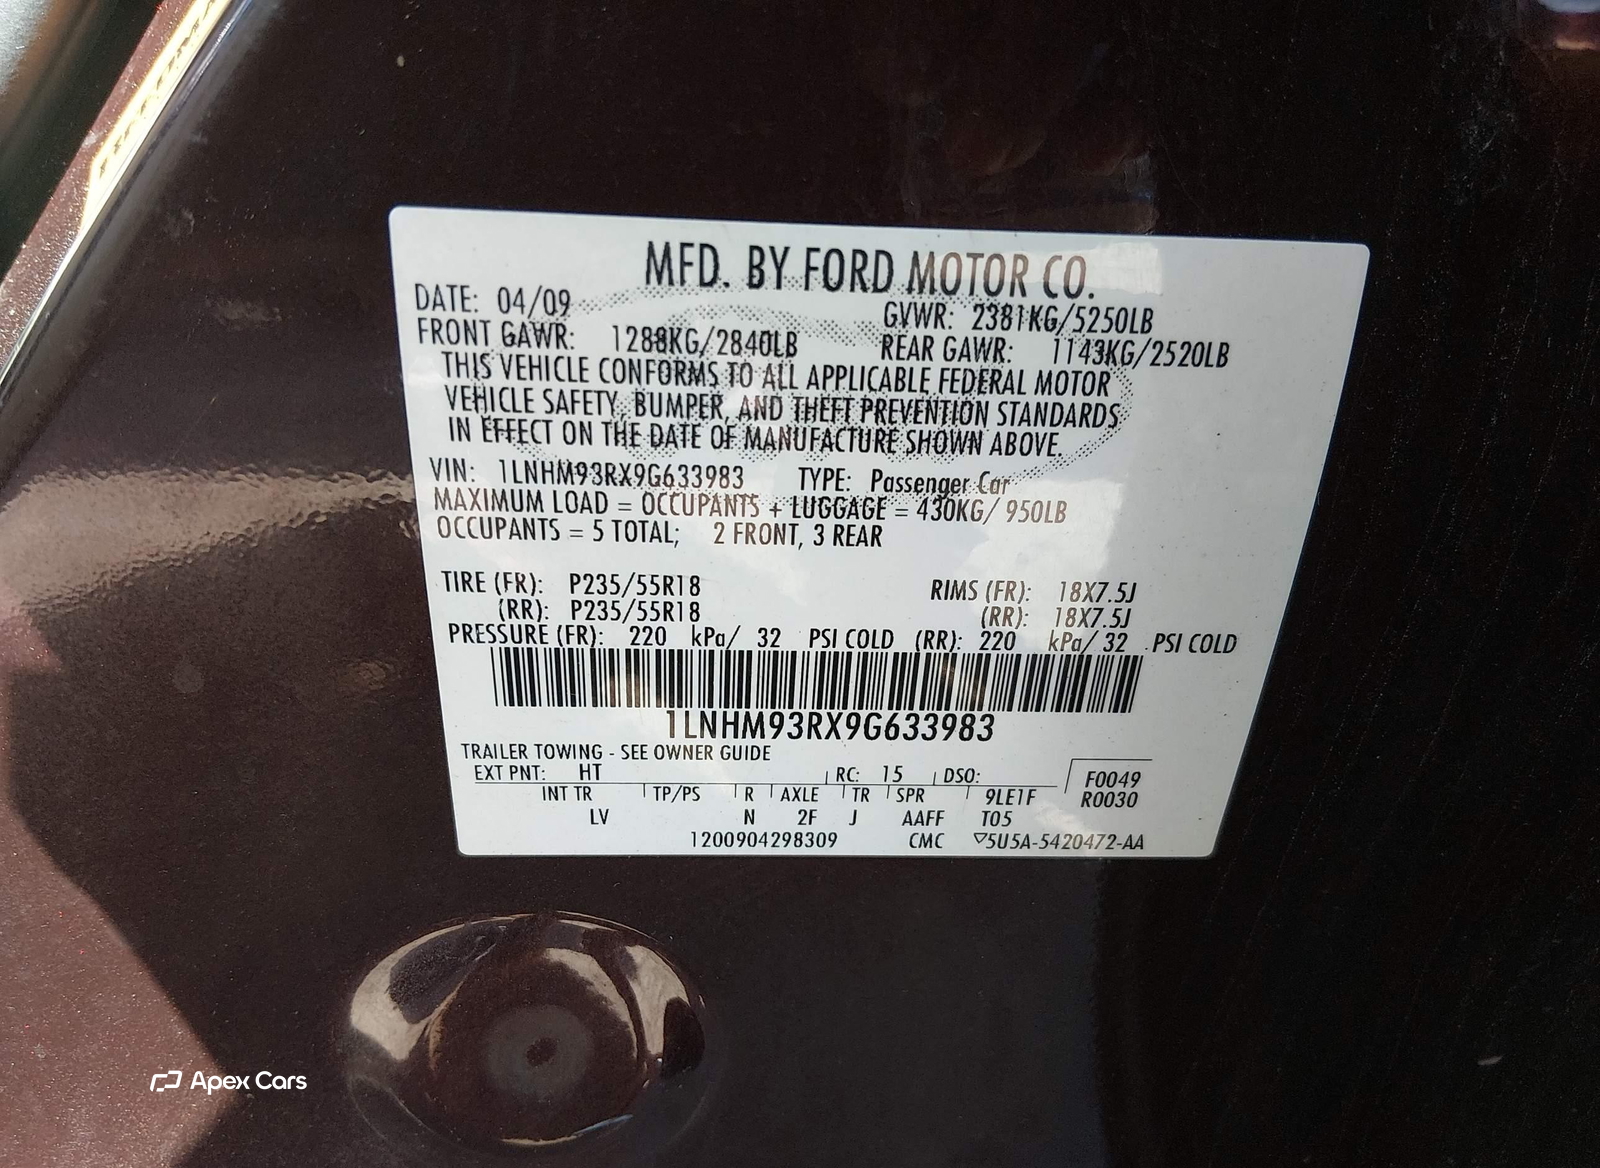 MFD. BY FORD MOTOR CO.
DATE: 04/09 GVWR: 2381KG/5250LB
FRONT GAWR: 1288KG/2840LB REAR GAWR: 1143KG/2520LB
THIS VEHICLE CONFORMS TO ALL APPLICABLE FEDERAL MOTOR
VEHICLE SAFETY, BUMPER, AND THEFT PREVENTION STANDARDS
IN EFFECT ON THE DATE OF MANUFACTURE SHOWN ABOVE.
VIN: 1LNHM93RX9G633983 TYPE: Passenger Car
MAXIMUM LOAD = OCCUPANTS + LUGGAGE = 430KG/ 950LB
OCCUPANTS = 5 TOTAL; 2 FRONT, 3 REAR
TIRE (FR): P235/55R18 RIMS (FR): 18X7.5J
(RR): P235/55R18 (RR): 18X7.5J
PRESSURE (FR): 220 kPa/ 32 PSI COLD (RR): 220 kPa/ 32 PSI COLD
1LNHM93RX9G633983
TRAILER TOWING - SEE OWNER GUIDE
EXT PNT: HT RC: 15 DSO: F0049
INT TR TP/PS R AXLE TR SPR 9LE1F R0030
LV N 2F J AAFF T05
1200904298309 CMC ▽5U5A-5420472-AA
Apex Cars